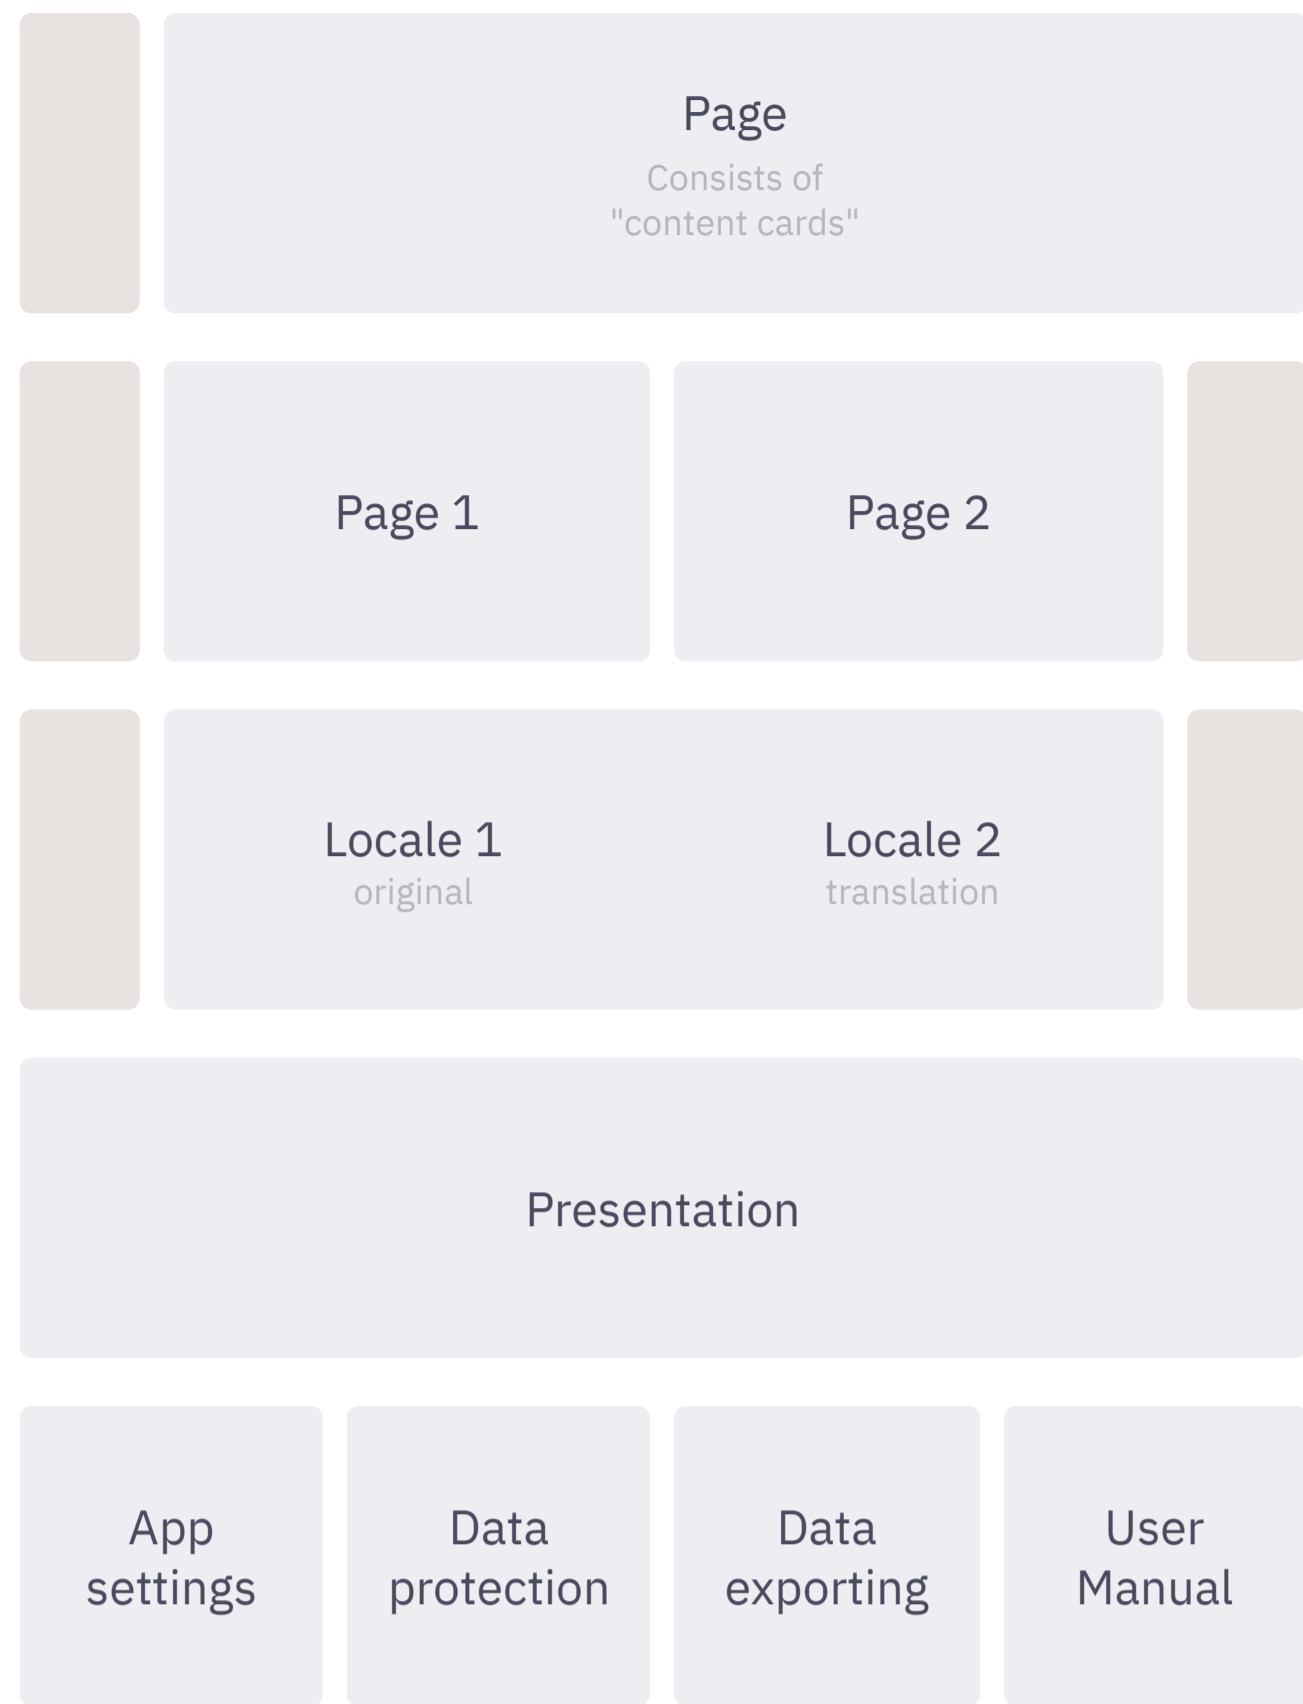 Page
Consists of
"content cards"
Page 1
Page 2
Locale 1
original
Locale 2
translation
Presentation
App
settings
Data
protection
Data
exporting
User
Manual